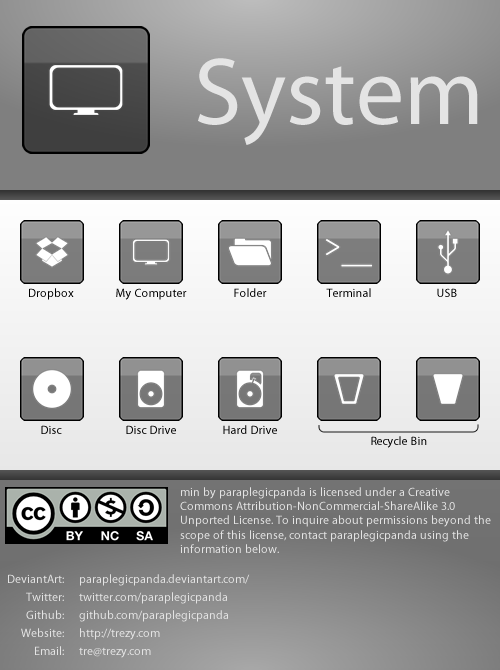 System
Dropbox
My Computer
Folder
Terminal
USB
Disc
Disc Drive
Hard Drive
Recycle Bin
cc
BY NC SA
min by paraplegicpanda is licensed under a Creative
Commons Attribution-NonCommercial-ShareAlike 3.0
Unported License. To inquire about permissions beyond the
scope of this license, contact paraplegicpanda using the
information below.
DeviantArt: paraplegicpanda.deviantart.com/
Twitter: twitter.com/paraplegicpanda
Github: github.com/paraplegicpanda
Website: http://trezy.com
Email: tre@trezy.com